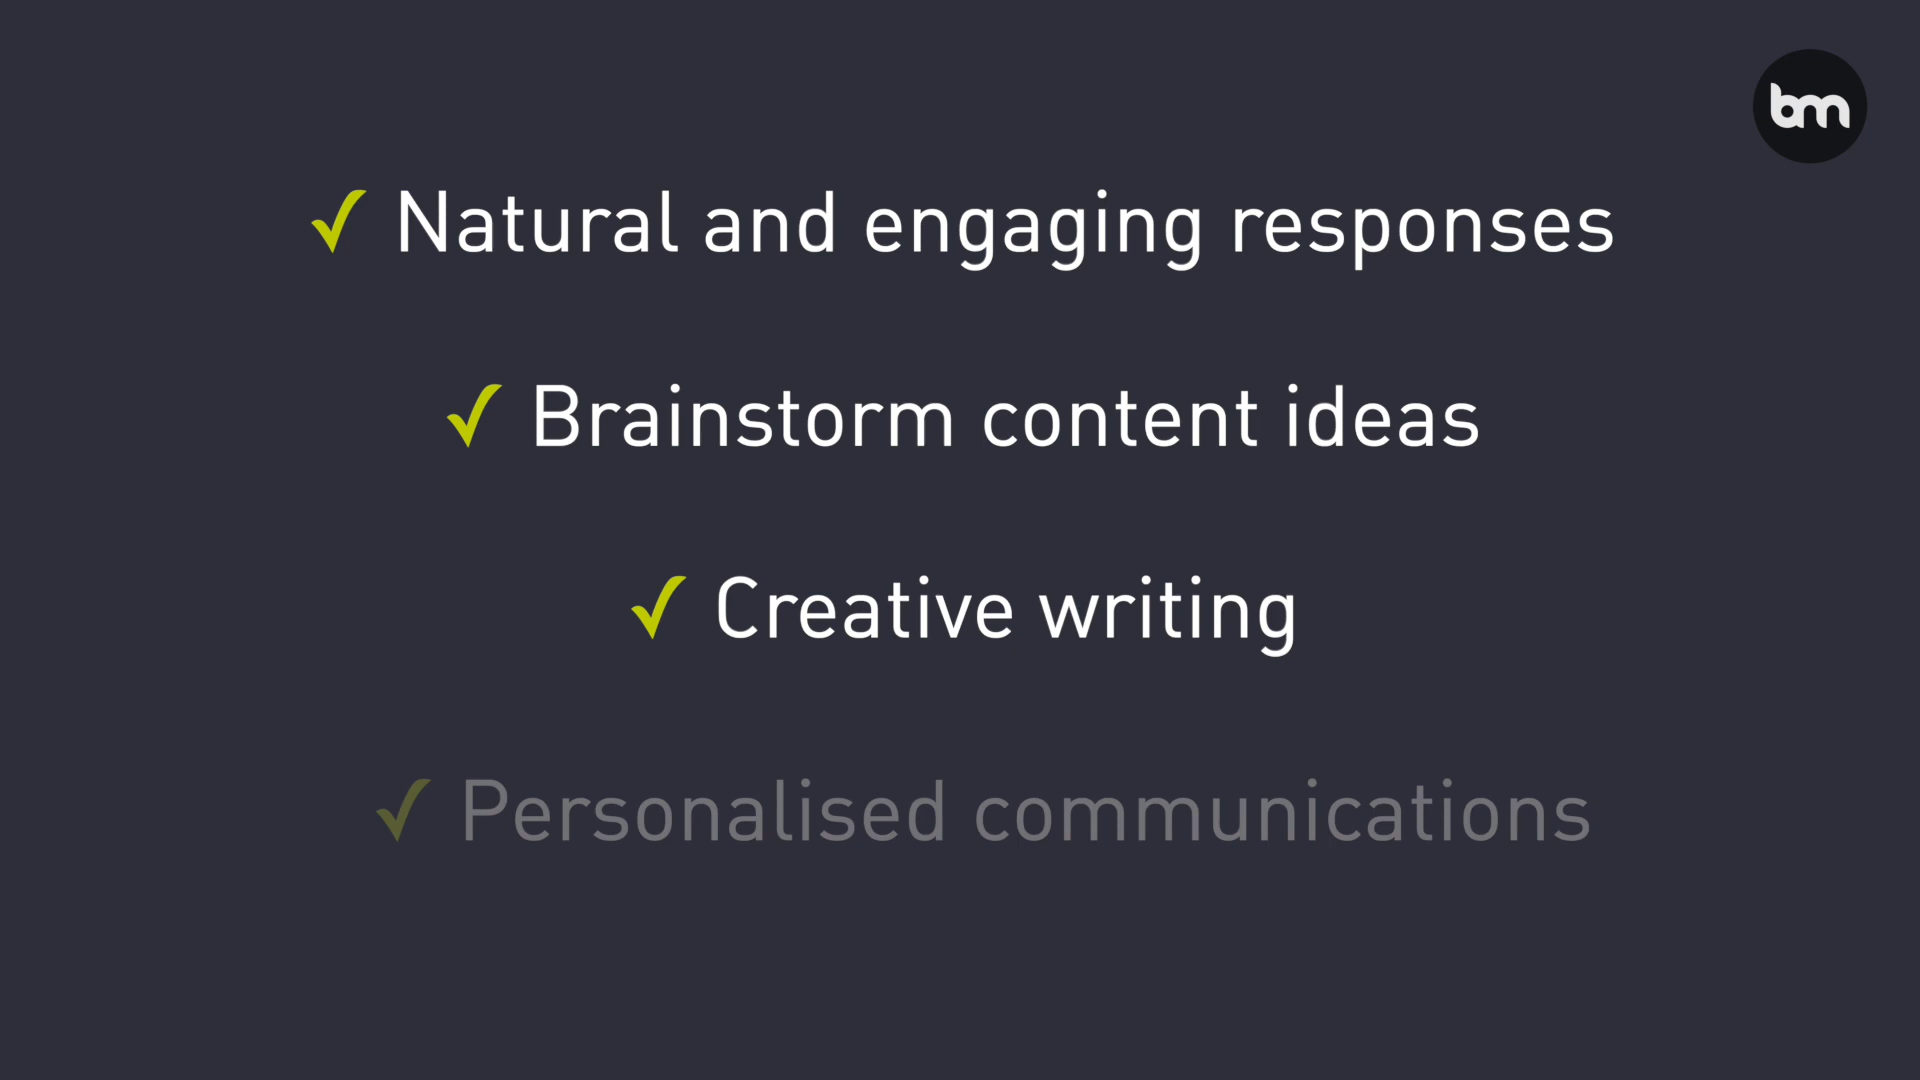 bm
✓ Natural and engaging responses
✓ Brainstorm content ideas
✓ Creative writing
✓ Personalised communications